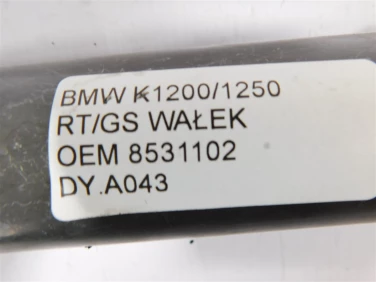 BMW K1200/1250
RT/GS WAŁEK
OEM 8531102
DY.A043